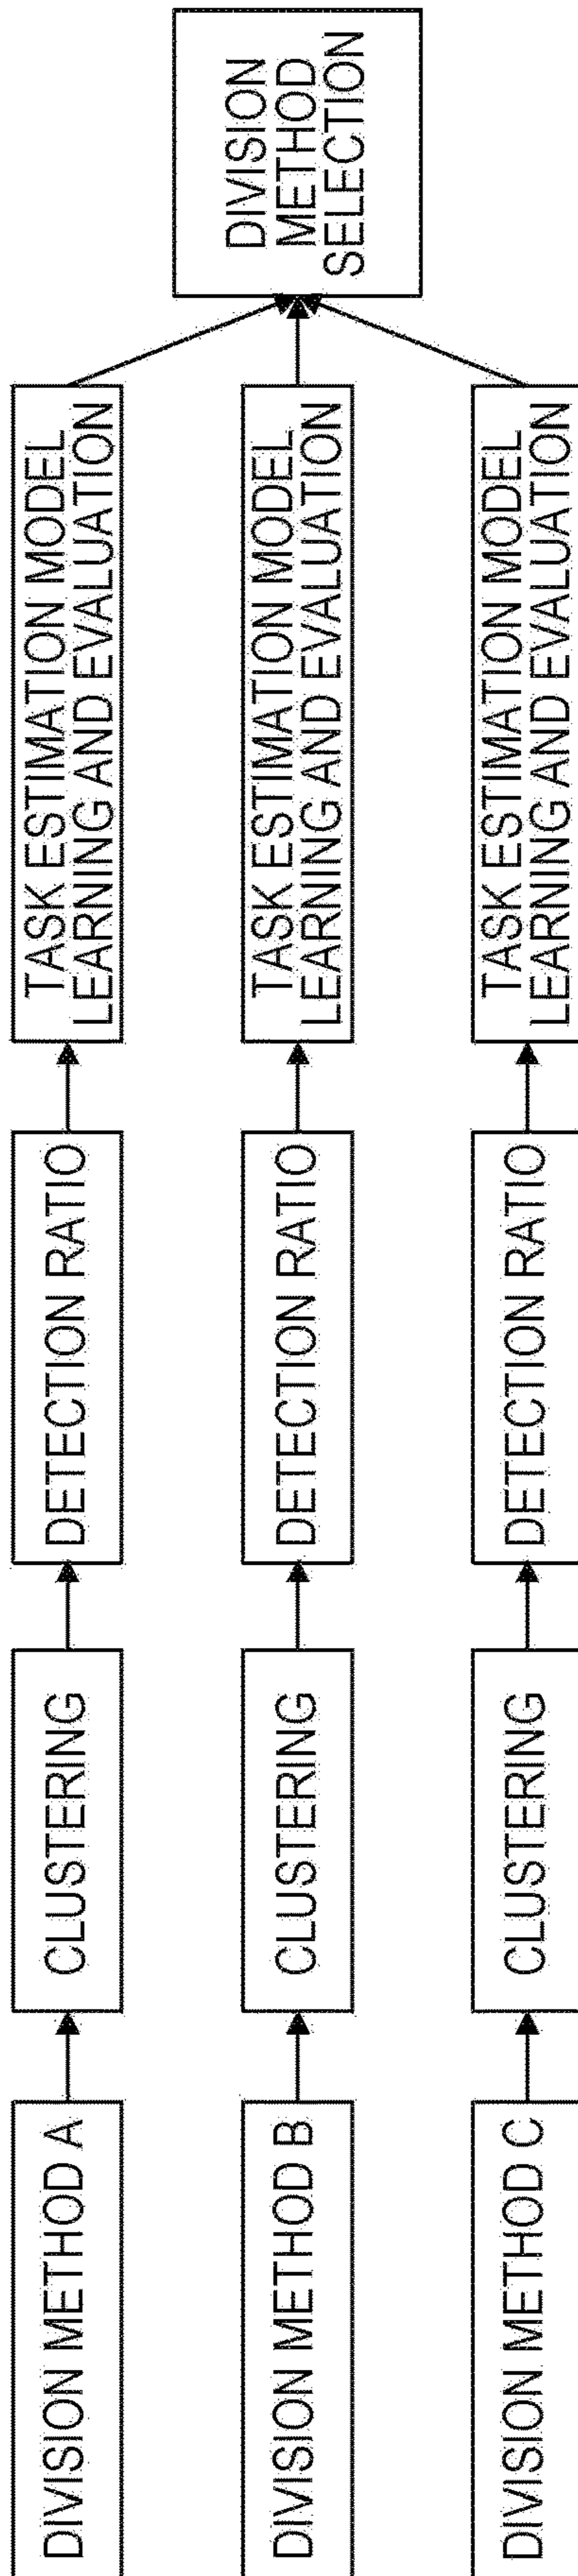 DIVISION METHOD A
CLUSTERING
DETECTION RATIO
TASK ESTIMATION MODEL
LEARNING AND EVALUATION
DIVISION METHOD B
CLUSTERING
DETECTION RATIO
TASK ESTIMATION MODEL
LEARNING AND EVALUATION
DIVISION METHOD C
CLUSTERING
DETECTION RATIO
TASK ESTIMATION MODEL
LEARNING AND EVALUATION
DIVISION
METHOD
SELECTION